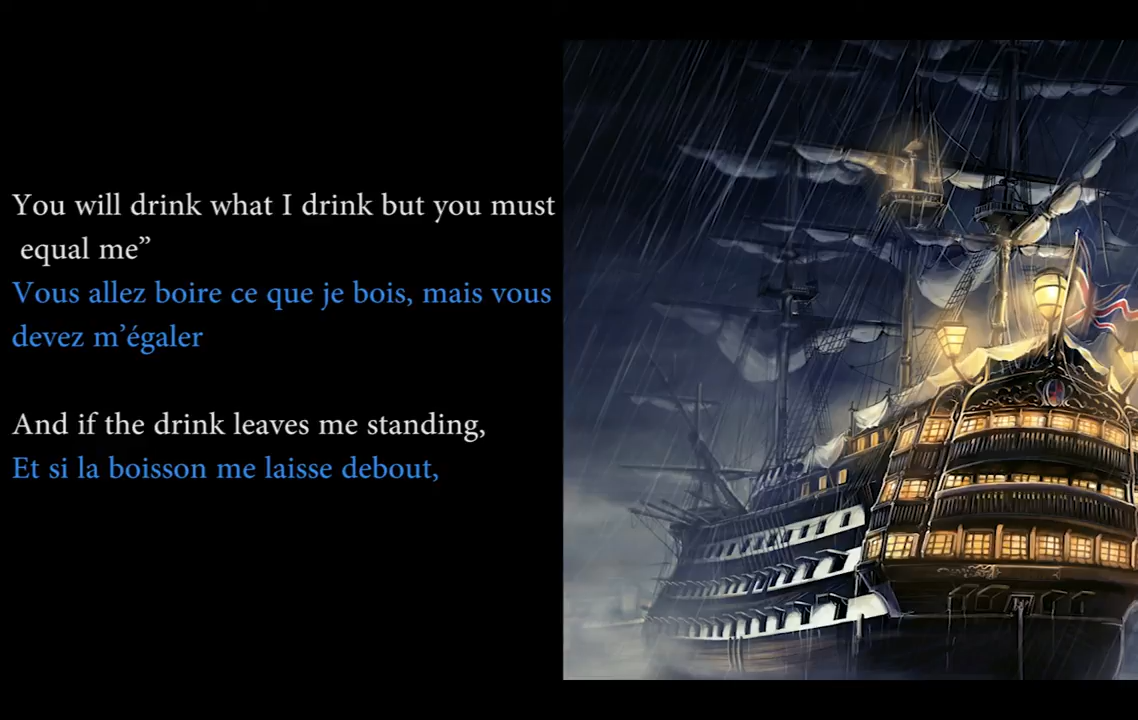 You will drink what I drink but you must
equal me”
Vous allez boire ce que je bois, mais vous
devez m’égaler
And if the drink leaves me standing,
Et si la boisson me laisse debout,